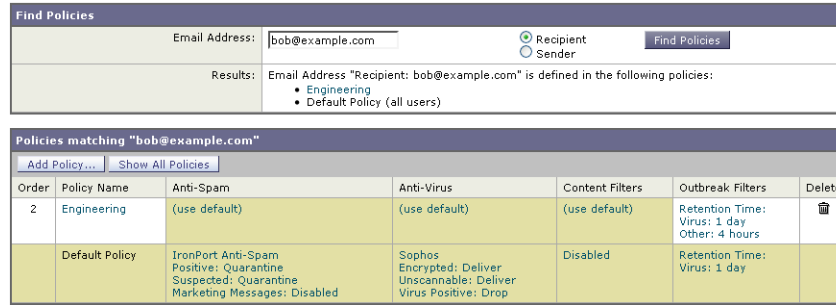 Find Policies
Email Address: bob@example.com Recipient Find Policies
Sender
Results: Email Address "Recipient: bob@example.com" is defined in the following policies:
• Engineering
• Default Policy (all users)
Policies matching "bob@example.com"
Add Policy... Show All Policies
Order Policy Name Anti-Spam Anti-Virus Content Filters Outbreak Filters Delet
2 Engineering (use default) (use default) (use default) Retention Time:
Virus: 1 day
Other: 4 hours
Default Policy IronPort Anti-Spam Sophos Disabled Retention Time:
Positive: Quarantine Encrypted: Deliver Virus: 1 day
Suspected: Quarantine Unscannable: Deliver
Marketing Messages: Disabled Virus Positive: Drop